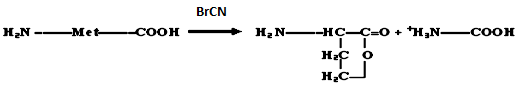 BrCN
H₂N — Met — COOH → H₂N — HC — C=O + ⁺H₃N — COOH
H₂C O
H₂C